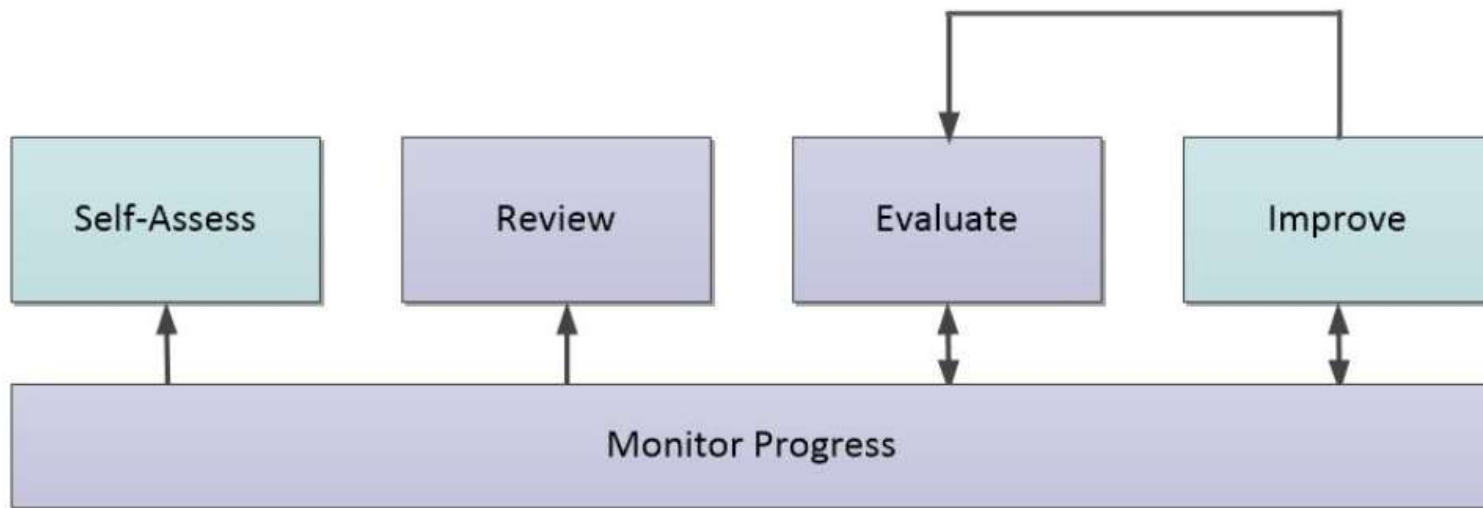 Self-Assess
Review
Evaluate
Improve
Monitor Progress